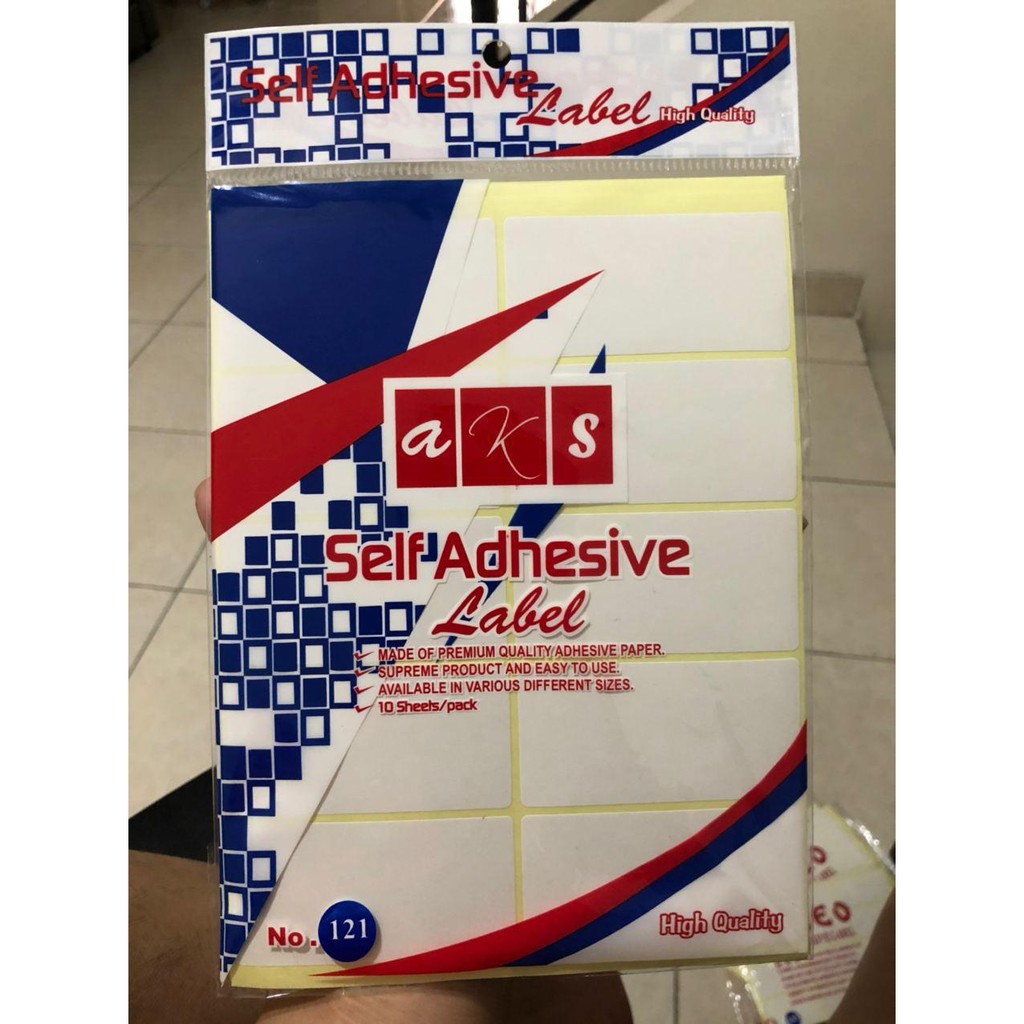 Self Adhesive
Label High Quality
aKs
Self Adhesive
Label
MADE OF PREMIUM QUALITY ADHESIVE PAPER.
SUPREME PRODUCT AND EASY TO USE.
AVAILABLE IN VARIOUS DIFFERENT SIZES.
10 Sheets/pack
No. 121
High Quality